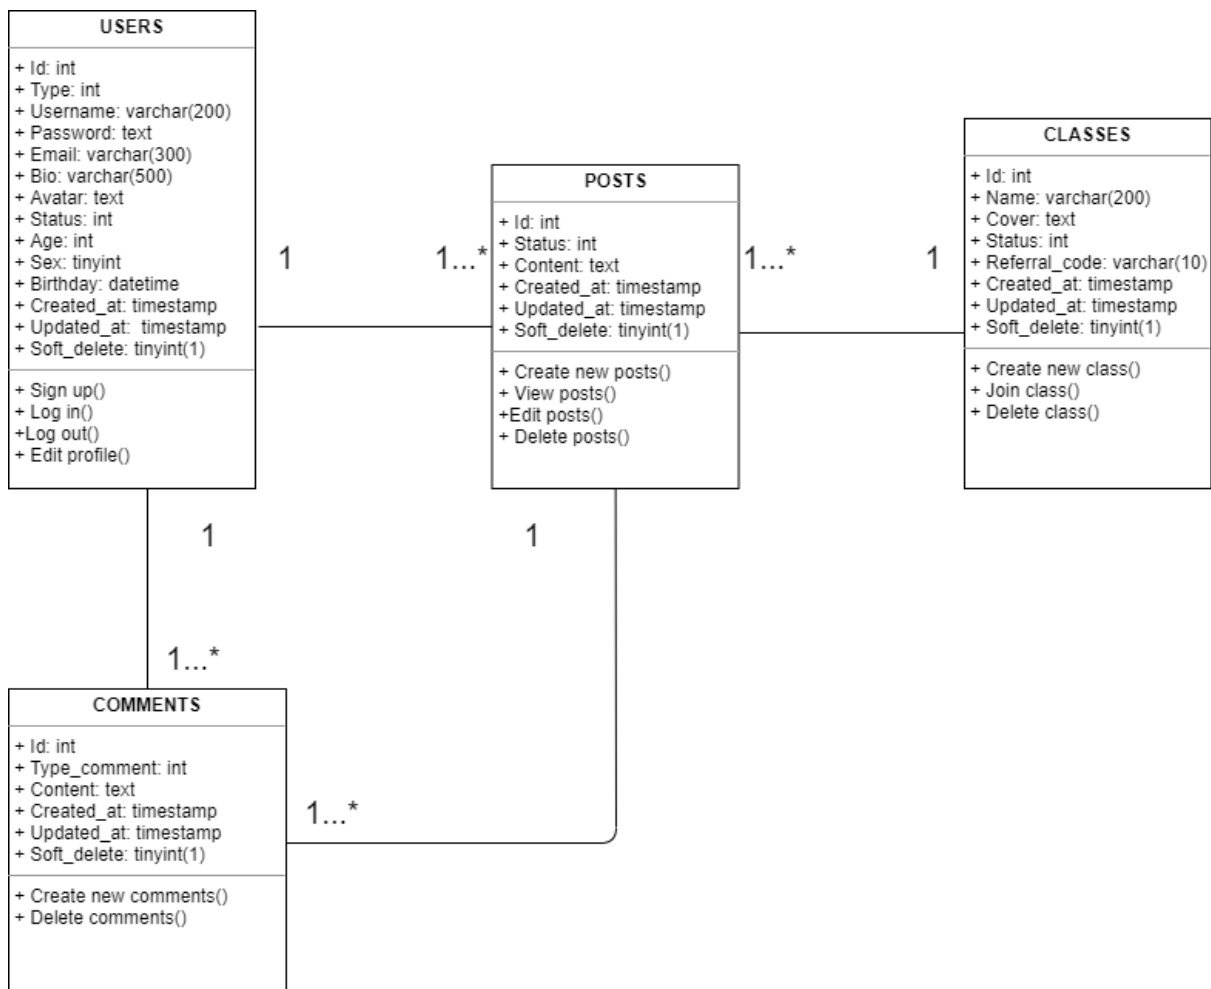 USERS
+ Id: int
+ Type: int
+ Username: varchar(200)
+ Password: text
+ Email: varchar(300)
+ Bio: varchar(500)
+ Avatar: text
+ Status: int
+ Age: int
+ Sex: tinyint
+ Birthday: datetime
+ Created_at: timestamp
+ Updated_at:  timestamp
+ Soft_delete: tinyint(1)
+ Sign up()
+ Log in()
+Log out()
+ Edit profile()
1
1...*
POSTS
+ Id: int
+ Status: int
+ Content: text
+ Created_at: timestamp
+ Updated_at: timestamp
+ Soft_delete: tinyint(1)
+ Create new posts()
+ View posts()
+Edit posts()
+ Delete posts()
1...*
1
CLASSES
+ Id: int
+ Name: varchar(200)
+ Cover: text
+ Status: int
+ Referral_code: varchar(10)
+ Created_at: timestamp
+ Updated_at: timestamp
+ Soft_delete: tinyint(1)
+ Create new class()
+ Join class()
+ Delete class()
1
1
1...*
COMMENTS
+ Id: int
+ Type_comment: int
+ Content: text
+ Created_at: timestamp
+ Updated_at: timestamp
+ Soft_delete: tinyint(1)
+ Create new comments()
+ Delete comments()
1...*